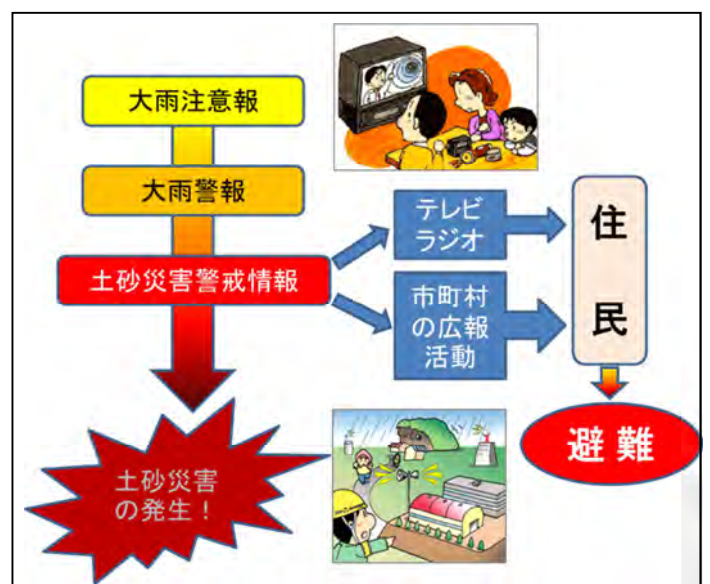 大雨注意報
大雨警報
土砂災害警戒情報
テレビ
ラジオ
市町村
の広報
活動
住
民
避難
土砂災害
の発生！